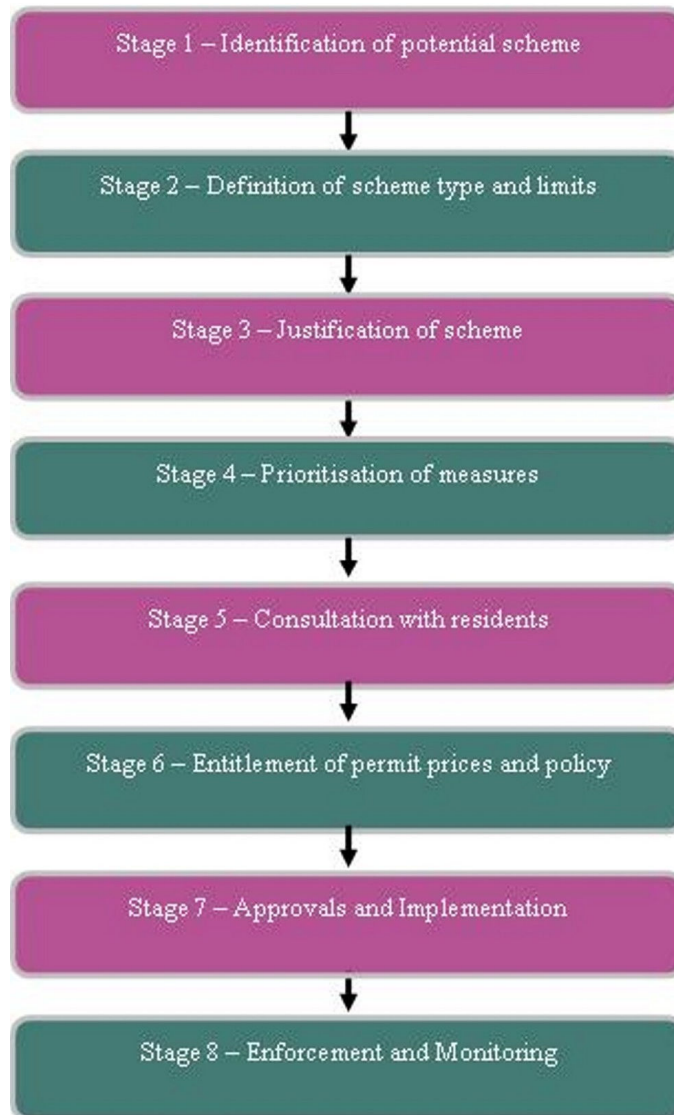 Stage 1 – Identification of potential scheme
Stage 2 – Definition of scheme type and limits
Stage 3 – Justification of scheme
Stage 4 – Prioritisation of measures
Stage 5 – Consultation with residents
Stage 6 – Entitlement of permit prices and policy
Stage 7 – Approvals and Implementation
Stage 8 – Enforcement and Monitoring